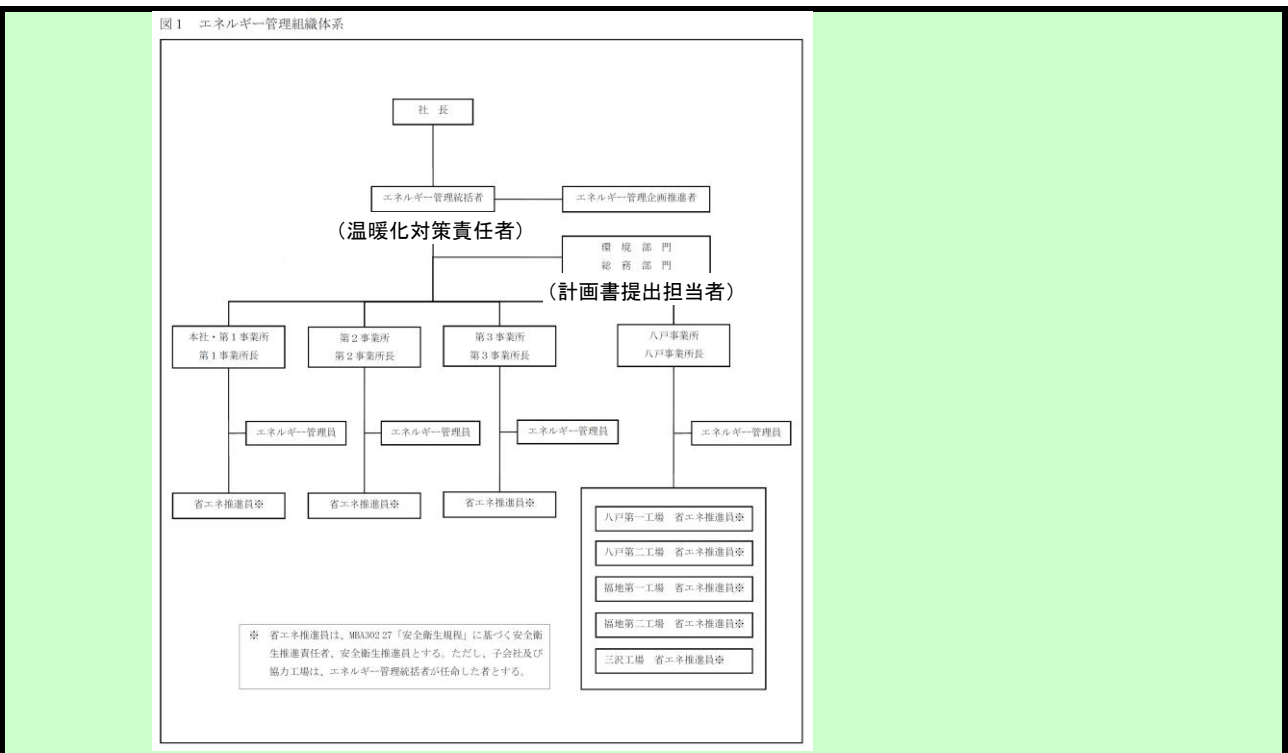 図1 エネルギー管理組織体系
社 長
エネルギー管理統括者
エネルギー管理企画推進者
（温暖化対策責任者）
環 境 部 門
総 務 部 門
（計画書提出担当者）
本社・第1事業所
第1事業所長
第2事業所
第2事業所長
第3事業所
第3事業所長
八戸事業所
八戸事業所長
エネルギー管理員
エネルギー管理員
エネルギー管理員
エネルギー管理員
省エネ推進員※
省エネ推進員※
省エネ推進員※
八戸第一工場 省エネ推進員※
八戸第二工場 省エネ推進員※
福地第一工場 省エネ推進員※
福地第二工場 省エネ推進員※
三沢工場 省エネ推進員※
※ 省エネ推進員は、MBA302 27「安全衛生規程」に基づく安全衛
生推進責任者、安全衛生推進員とする。ただし、子会社及び
協力工場は、エネルギー管理統括者が任命した者とする。